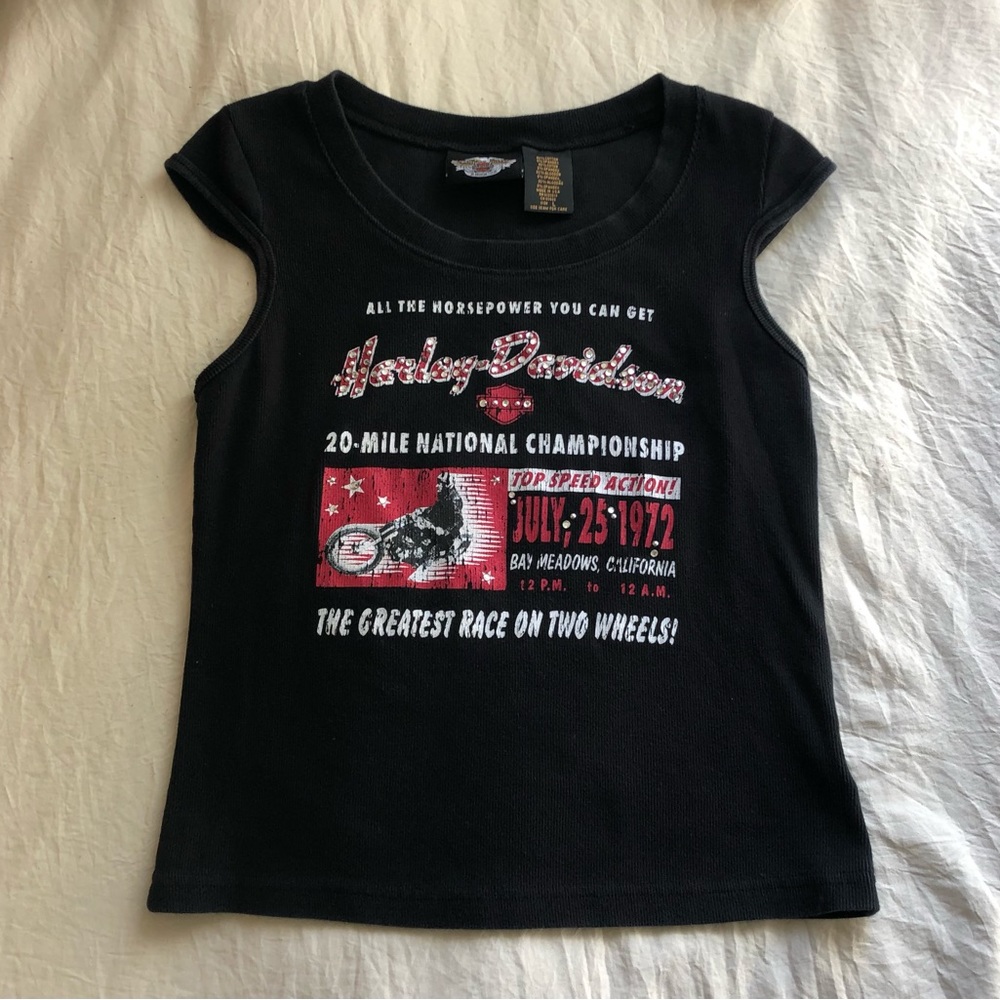 ALL THE HORSEPOWER YOU CAN GET
Harley-Davidson
20-MILE NATIONAL CHAMPIONSHIP
TOP SPEED ACTION!
JULY, 25 1972
BAY MEADOWS, CALIFORNIA
12 P.M. to 12 A.M.
THE GREATEST RACE ON TWO WHEELS!